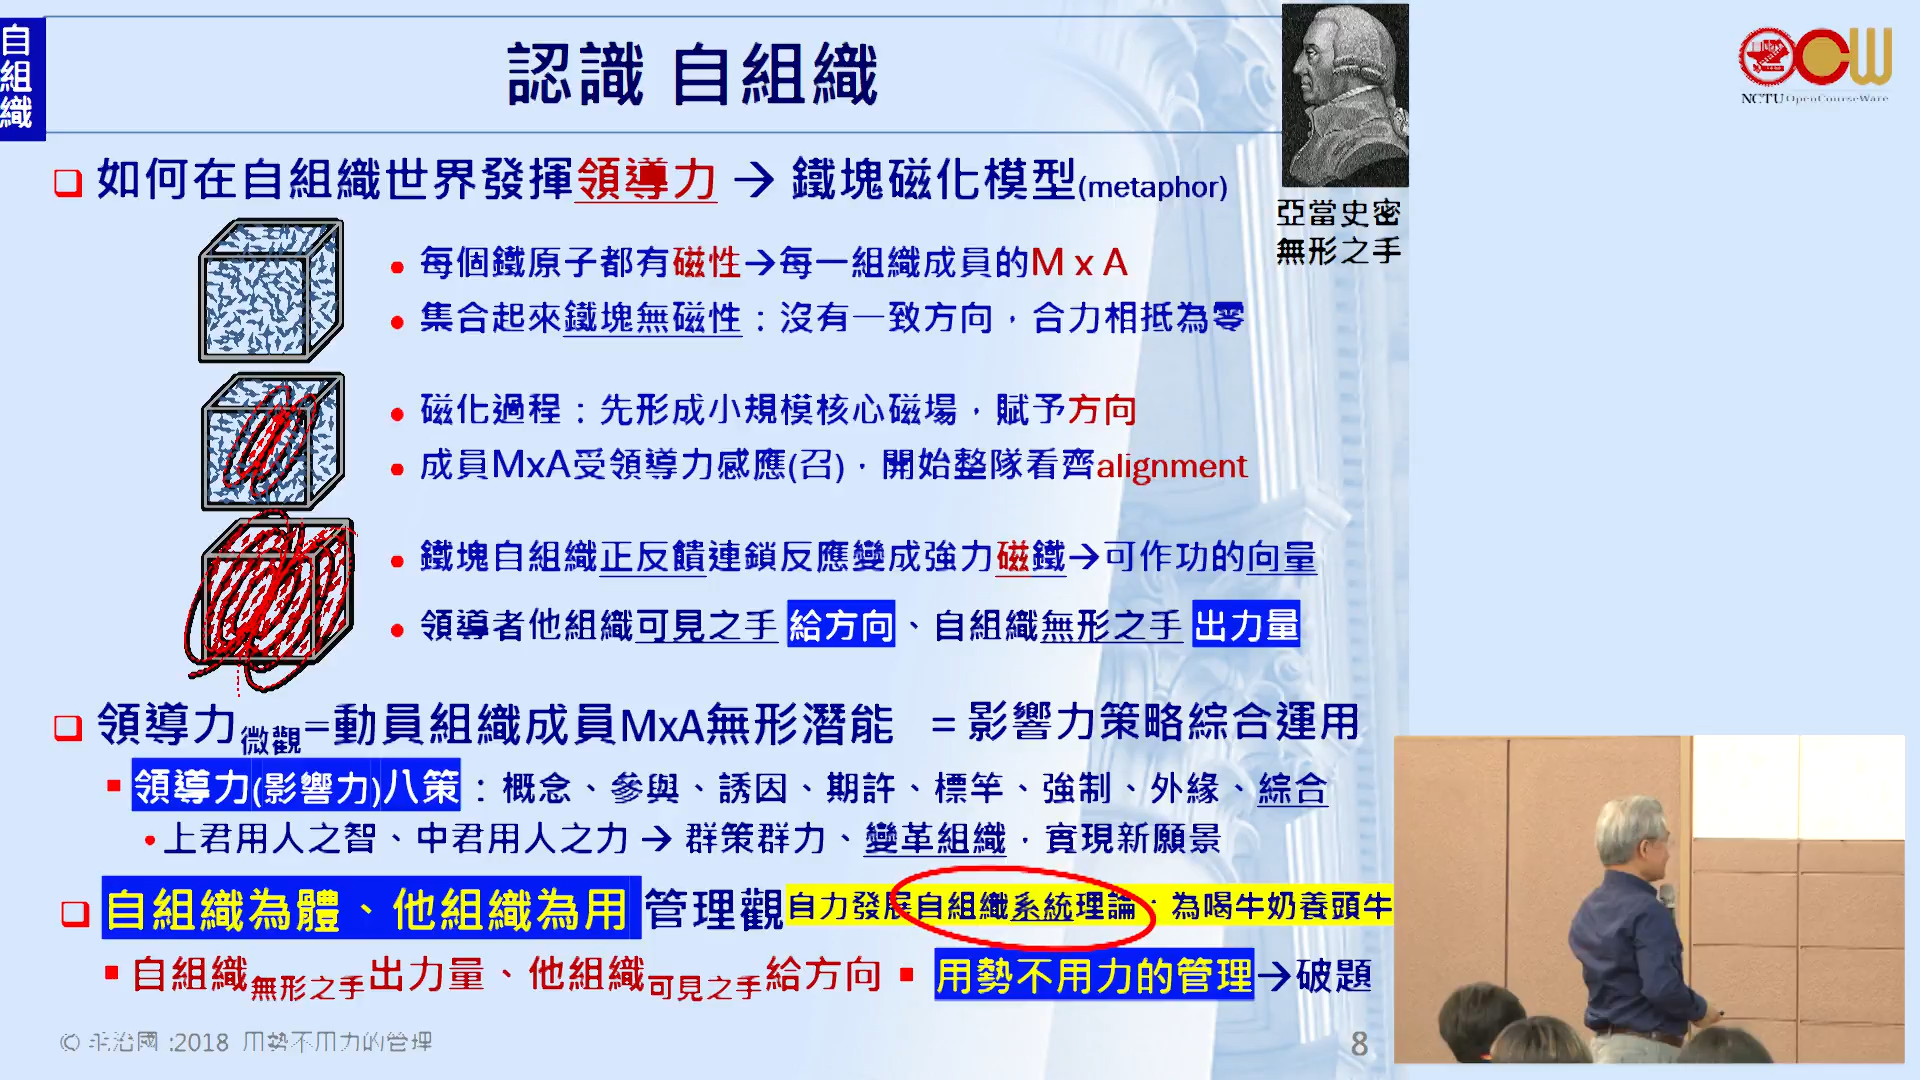 自組織
認識 自組織
NCTU OpenCourseWare
如何在自組織世界發揮領導力 → 鐵塊磁化模型(metaphor)
亞當史密
無形之手
每個鐵原子都有磁性→每一組織成員的M x A
集合起來鐵塊無磁性：沒有一致方向，合力相抵為零
磁化過程：先形成小規模核心磁場，賦予方向
成員MxA受領導力感應(召)，開始整隊看齊alignment
鐵塊自組織正反饋連鎖反應變成強力磁鐵→可作功的向量
領導者他組織可見之手 給方向、自組織無形之手 出力量
領導力微觀=動員組織成員MxA無形潛能 = 影響力策略綜合運用
領導力(影響力)八策：概念、參與、誘因、期許、標竿、強制、外緣、綜合
上君用人之智、中君用人之力 → 群策群力、變革組織，實現新願景
自組織為體、他組織為用 管理觀 自力發展自組織系統理論：為喝牛奶養頭牛
自組織無形之手出力量、他組織可見之手給方向 用勢不用力的管理→破題
© 毛治國 :2018 用勢不用力的管理
8